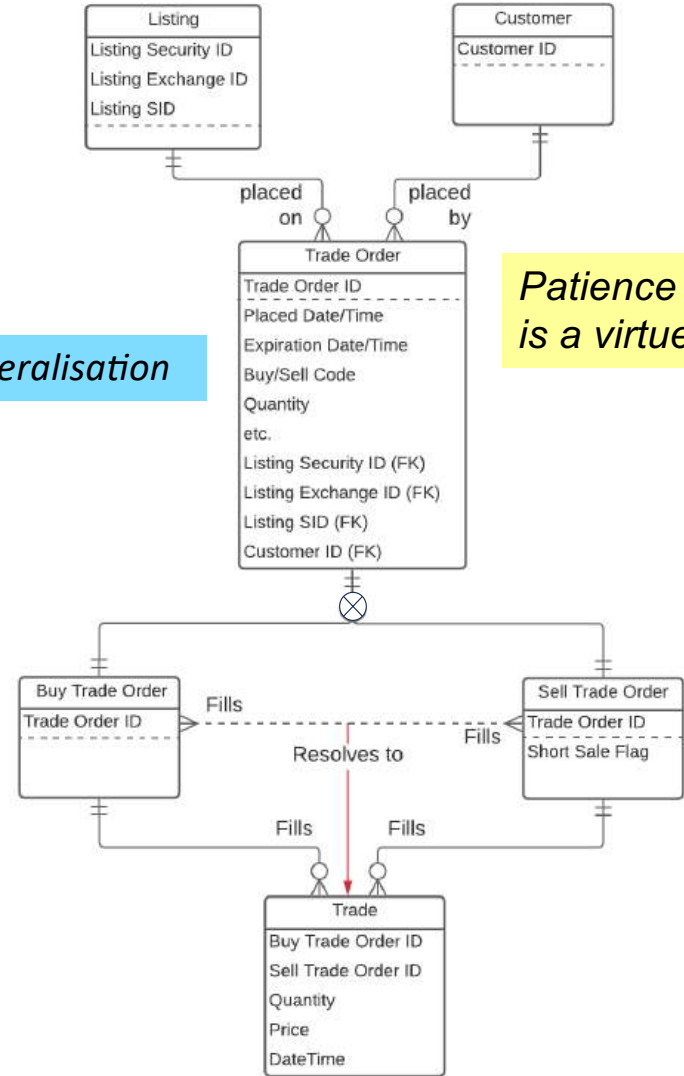 Listing
Listing Security ID
Listing Exchange ID
Listing SID
Customer
Customer ID
placed
on
placed
by
Trade Order
Trade Order ID
Placed Date/Time
Expiration Date/Time
Buy/Sell Code
Quantity
etc.
Listing Security ID (FK)
Listing Exchange ID (FK)
Listing SID (FK)
Customer ID (FK)
eralisation
Patience
is a virtue
Buy Trade Order
Trade Order ID
Fills
Fills
Resolves to
Sell Trade Order
Trade Order ID
Short Sale Flag
Fills
Fills
Trade
Buy Trade Order ID
Sell Trade Order ID
Quantity
Price
DateTime